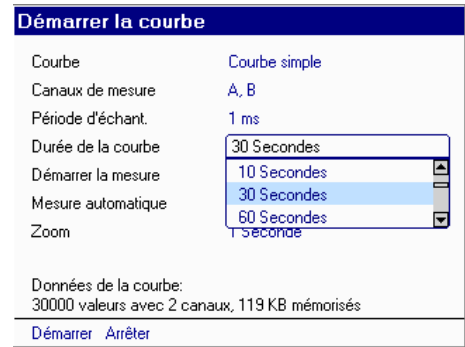 Démarrer la courbe
Courbe Courbe simple
Canaux de mesure A, B
Période d'échant. 1 ms
Durée de la courbe 30 Secondes
Démarrer la mesure 10 Secondes
Mesure automatique 30 Secondes
60 Secondes
Zoom 1 Seconde
Données de la courbe:
30000 valeurs avec 2 canaux, 119 KB mémorisés
Démarrer Arrêter